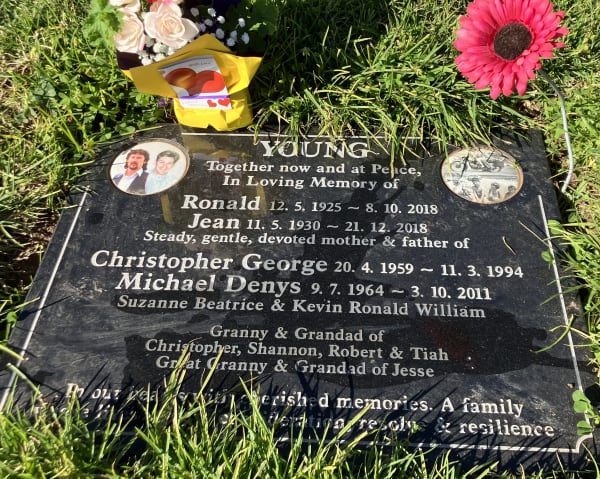 YOUNG
Together now and at Peace,
In Loving Memory of
Ronald 12. 5. 1925 ~ 8. 10. 2018
Jean 11. 5. 1930 ~ 21. 12. 2018
Steady, gentle, devoted mother & father of
Christopher George 20. 4. 1959 ~ 11. 3. 1994
Michael Denys 9. 7. 1964 ~ 3. 10. 2011
Suzanne Beatrice & Kevin Ronald William
Granny & Grandad of
Christopher, Shannon, Robert & Tiah
Great Granny & Grandad of Jesse
In our cherished memories. A family
& resilience